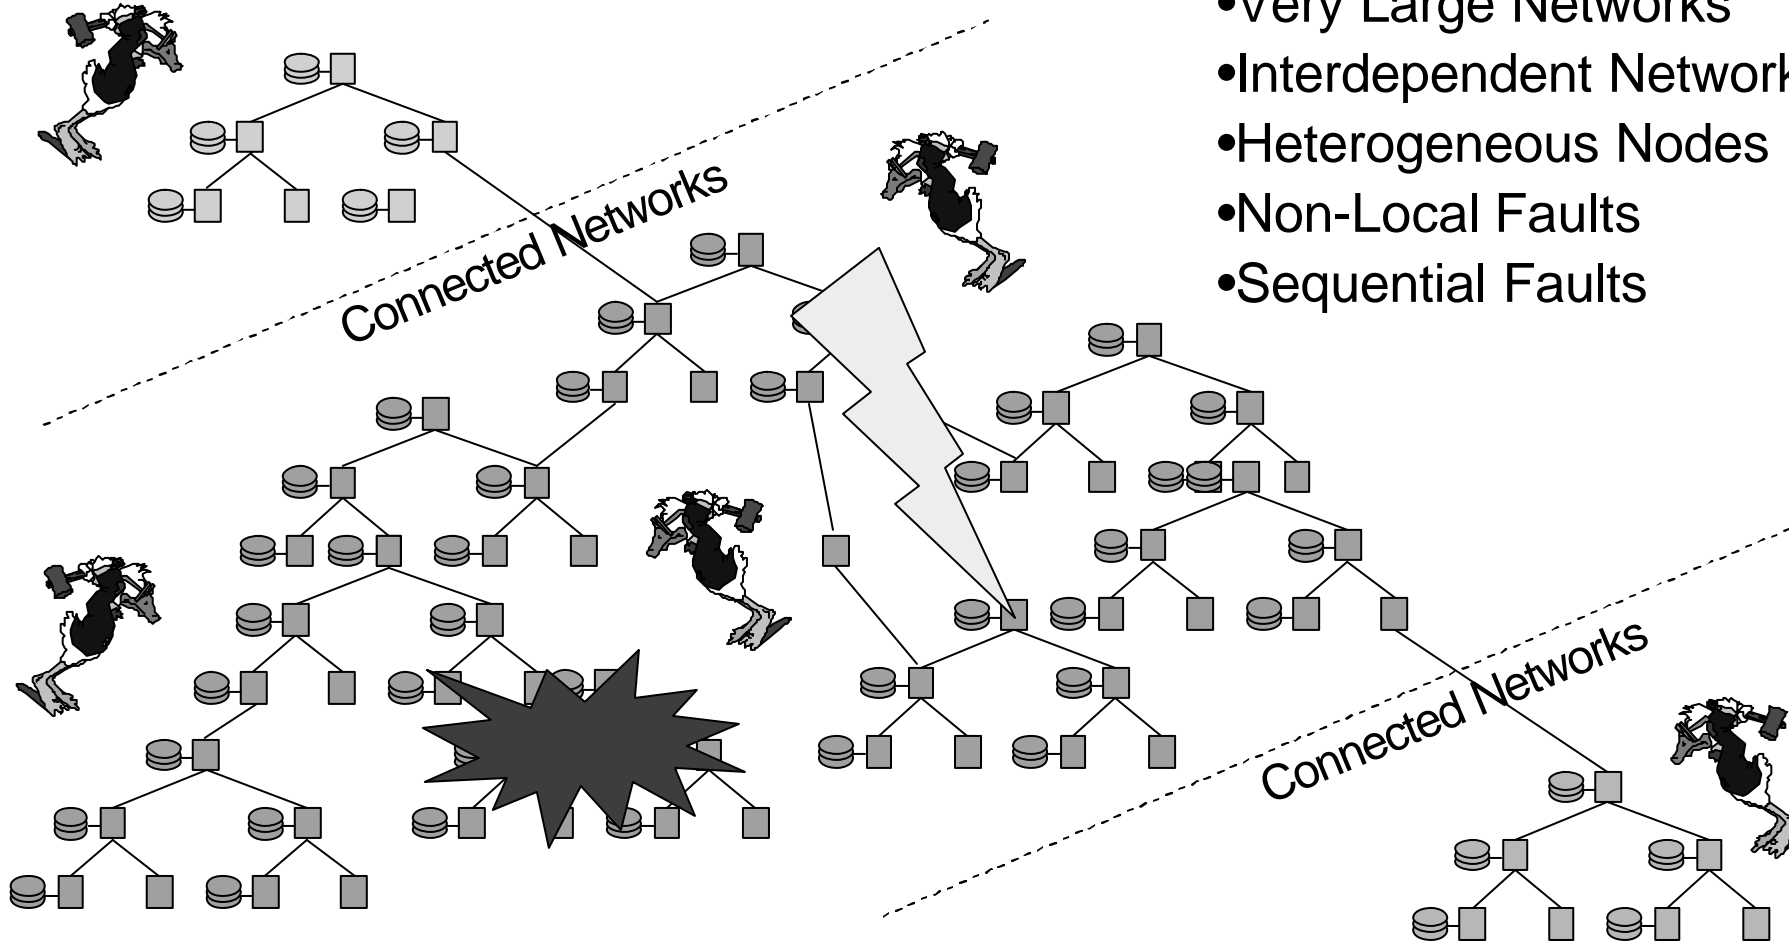 •Very Large Networks
•Interdependent Network
•Heterogeneous Nodes
•Non-Local Faults
•Sequential Faults
Connected Networks
Connected Networks